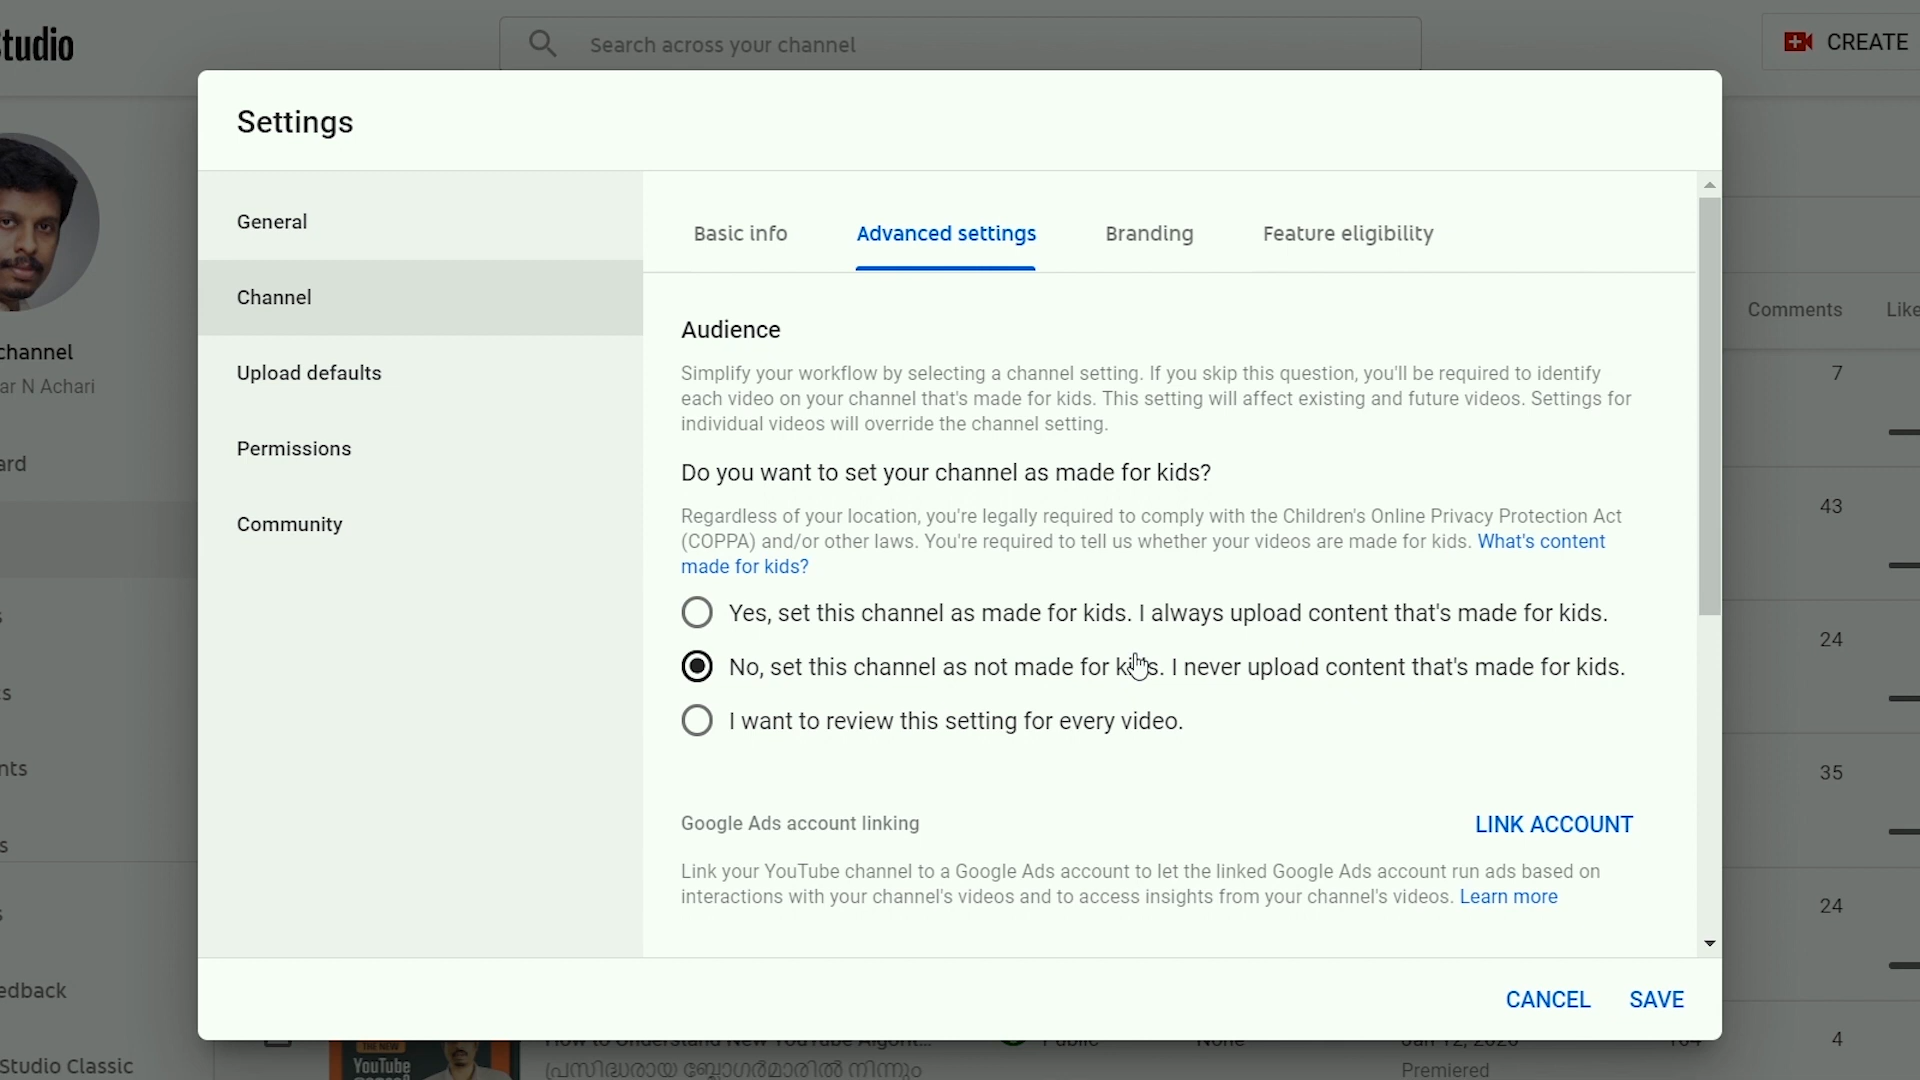 Studio
Search across your channel
CREATE
Settings
General
Channel
Upload defaults
Permissions
Community
Basic info
Advanced settings
Branding
Feature eligibility
Audience
Simplify your workflow by selecting a channel setting. If you skip this question, you'll be required to identify
each video on your channel that's made for kids. This setting will affect existing and future videos. Settings for
individual videos will override the channel setting.
Do you want to set your channel as made for kids?
Regardless of your location, you're legally required to comply with the Children's Online Privacy Protection Act
(COPPA) and/or other laws. You're required to tell us whether your videos are made for kids. What's content
made for kids?
Yes, set this channel as made for kids. I always upload content that's made for kids.
No, set this channel as not made for kids. I never upload content that's made for kids.
I want to review this setting for every video.
Google Ads account linking
LINK ACCOUNT
Link your YouTube channel to a Google Ads account to let the linked Google Ads account run ads based on
interactions with your channel's videos and to access insights from your channel's videos. Learn more
CANCEL
SAVE
channel
ar N Achari
ard
s
nts
s
edback
Studio Classic
Comments
Like
7
43
24
35
24
4
THE NEW
YouTube
How to Understand New YouTube Algorit...
Public
None
Jan 12, 2020
Premiered
പ്രസിദ്ധരായ ബ്ലോഗർമാരിൽ നിന്നും